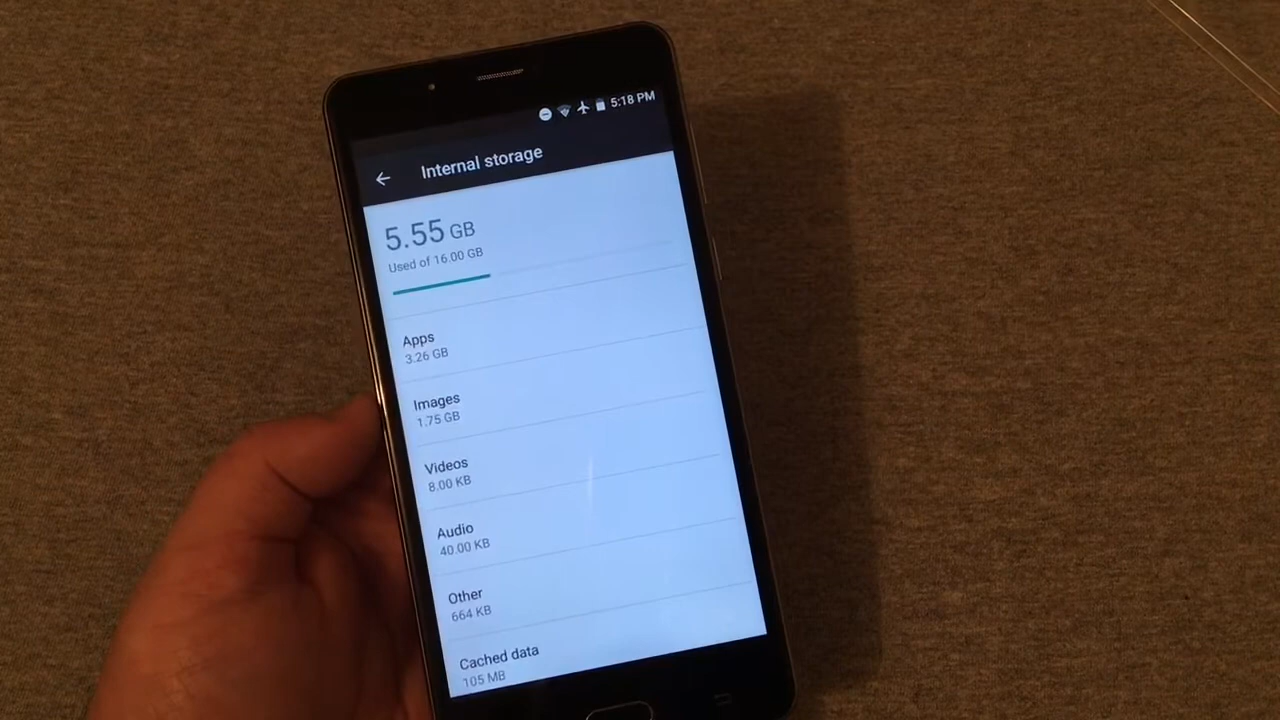 5:18 PM
Internal storage
5.55 GB
Used of 16.00 GB
Apps
3.26 GB
Images
1.75 GB
Videos
8.00 KB
Audio
40.00 KB
Other
664 KB
Cached data
105 MB